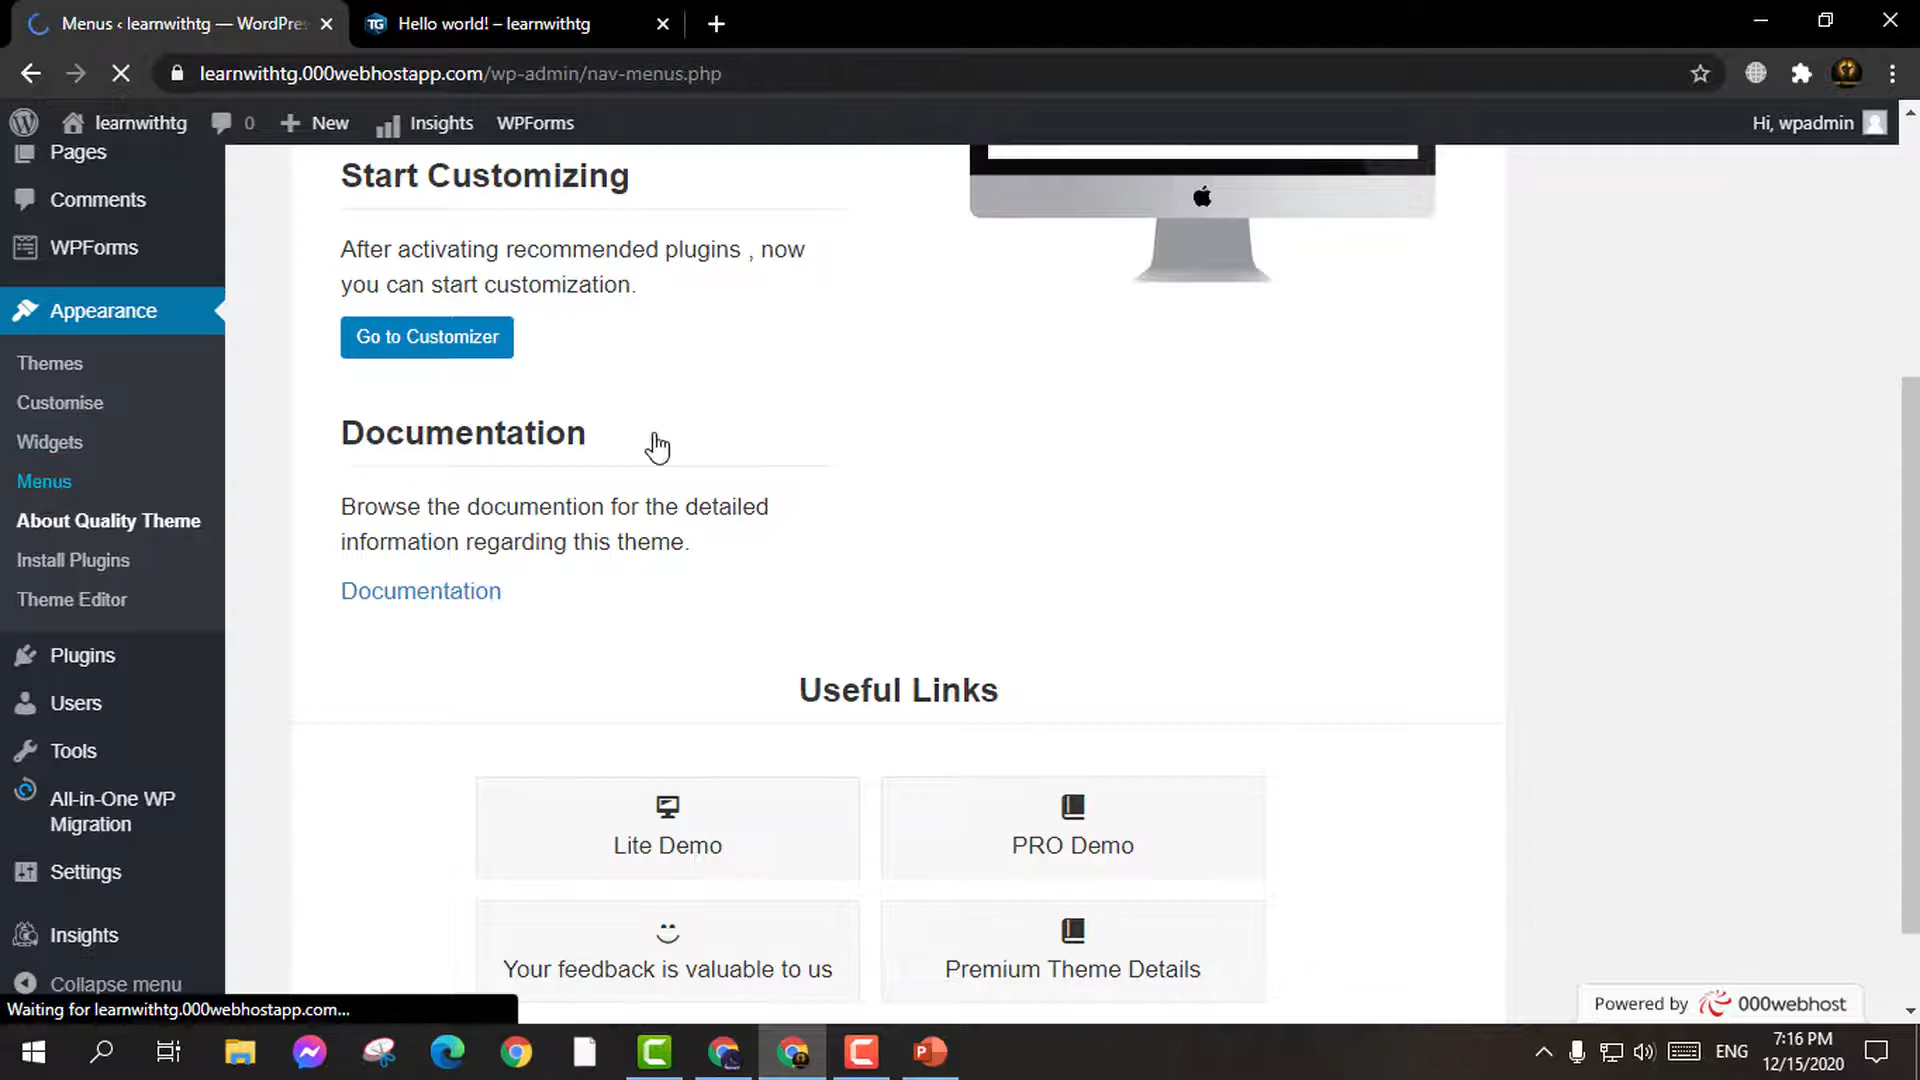 Menus ‹ learnwithtg — WordPre
Hello world! – learnwithtg
learnwithtg.000webhostapp.com/wp-admin/nav-menus.php
learnwithtg
0
New
Insights
WPForms
Hi, wpadmin
Pages
Comments
WPForms
Appearance
Themes
Customise
Widgets
Menus
About Quality Theme
Install Plugins
Theme Editor
Plugins
Users
Tools
All-in-One WP
Migration
Settings
Insights
Collapse menu
Start Customizing
After activating recommended plugins , now
you can start customization.
Go to Customizer
Documentation
Browse the documention for the detailed
information regarding this theme.
Documentation
Useful Links
Lite Demo
PRO Demo
Your feedback is valuable to us
Premium Theme Details
Waiting for learnwithtg.000webhostapp.com...
Powered by 000webhost
ENG
7:16 PM
12/15/2020